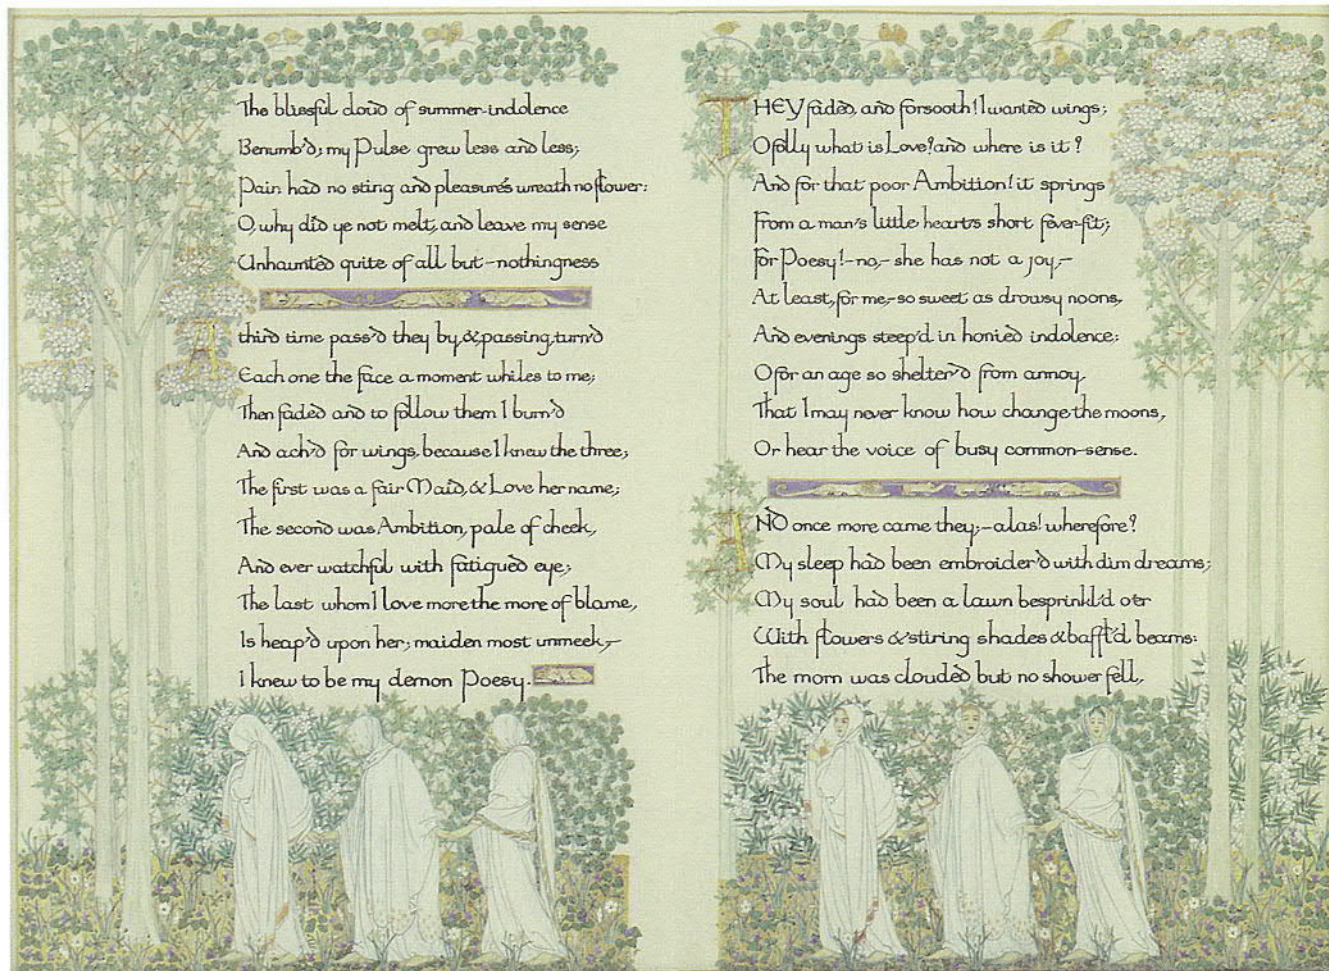 The blissful cloud of summer-indolence
Benumb'd; my Pulse grew less and less;
Pain had no sting and pleasure's wreath no flower:
O, why did ye not melt, and leave my sense
Unhaunted quite of all but-nothingness
A third time pass'd they by, & passing, turn'd
Each one the face a moment whiles to me;
Then faded and to follow them I burn'd
And ach'd for wings, because I knew the three;
The first was a fair Maid, & Love her name;
The second was Ambition, pale of cheek,
And ever watchful with fatigued eye;
The last whom I love more the more of blame,
Is heap'd upon her; maiden most unmeek,-
I knew to be my demon Poesy.
THEY faded, and forsooth! I wanted wings;
O folly what is Love? and where is it?
And for that poor Ambition! it springs
From a man's little heart's short fever-fit;
For Poesy!-no,- she has not a joy,-
At least, for me,- so sweet as drowsy noons,
And evenings steep'd in honied indolence;
O for an age so shelter'd from annoy,
That I may never know how change the moons,
Or hear the voice of busy common-sense.
AND once more came they;-alas! wherefore?
My sleep had been embroider'd with dim dreams;
My soul had been a lawn besprinkl'd o'er
With flowers & stiring shades & baffl'd beams:
The morn was clouded but no shower fell,